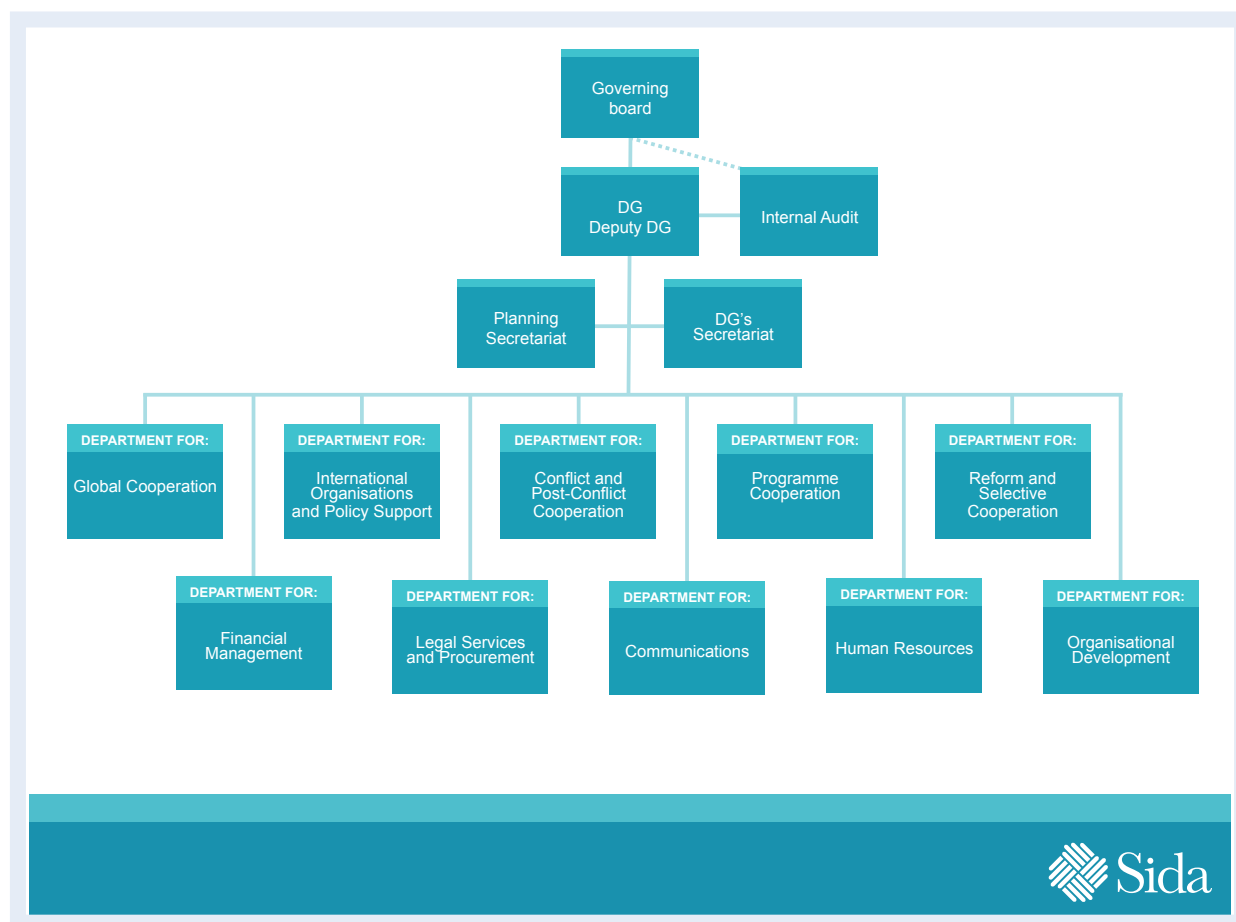 Governing
board
DG
Deputy DG
Internal Audit
Planning
Secretariat
DG's
Secretariat
DEPARTMENT FOR:
Global Cooperation
DEPARTMENT FOR:
International
Organisations
and Policy Support
DEPARTMENT FOR:
Conflict and
Post-Conflict
Cooperation
DEPARTMENT FOR:
Programme
Cooperation
DEPARTMENT FOR:
Reform and
Selective
Cooperation
DEPARTMENT FOR:
Financial
Management
DEPARTMENT FOR:
Legal Services
and Procurement
DEPARTMENT FOR:
Communications
DEPARTMENT FOR:
Human Resources
DEPARTMENT FOR:
Organisational
Development
Sida